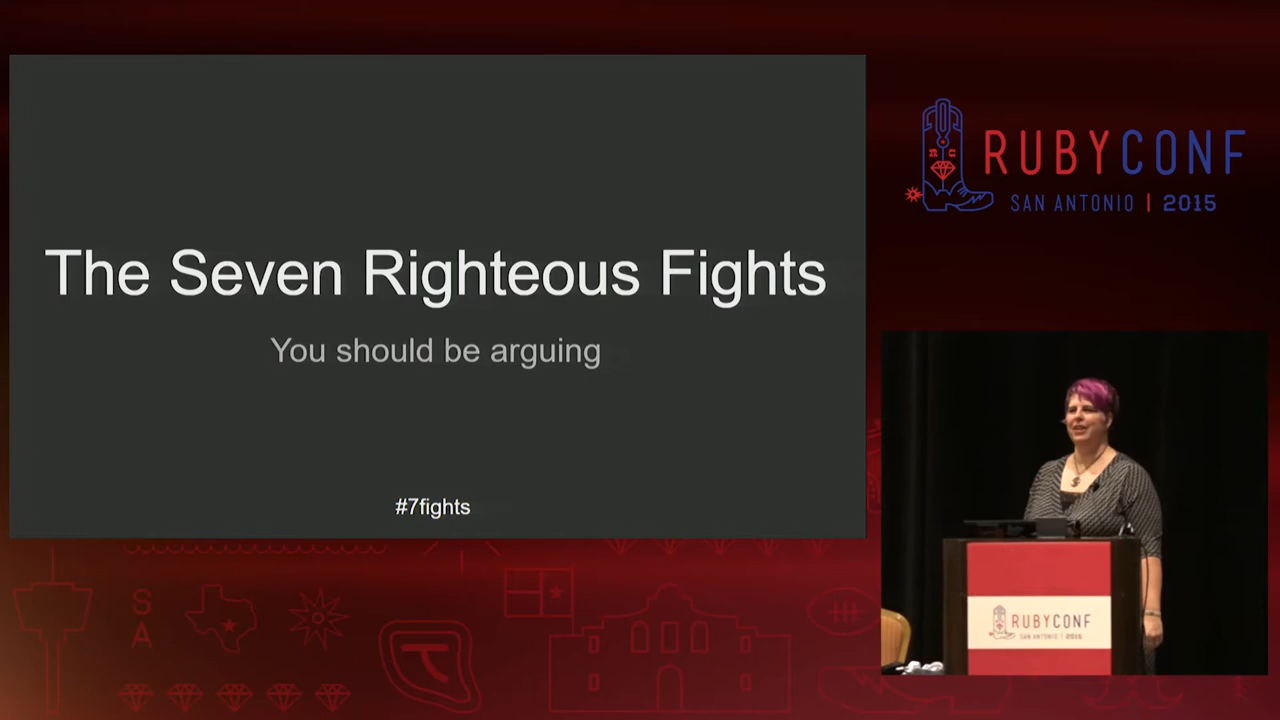 The Seven Righteous Fights
You should be arguing
#7fights
RUBYCONF
SAN ANTONIO | 2015
S
A
RUBYCONF
SAN ANTONIO | 2015